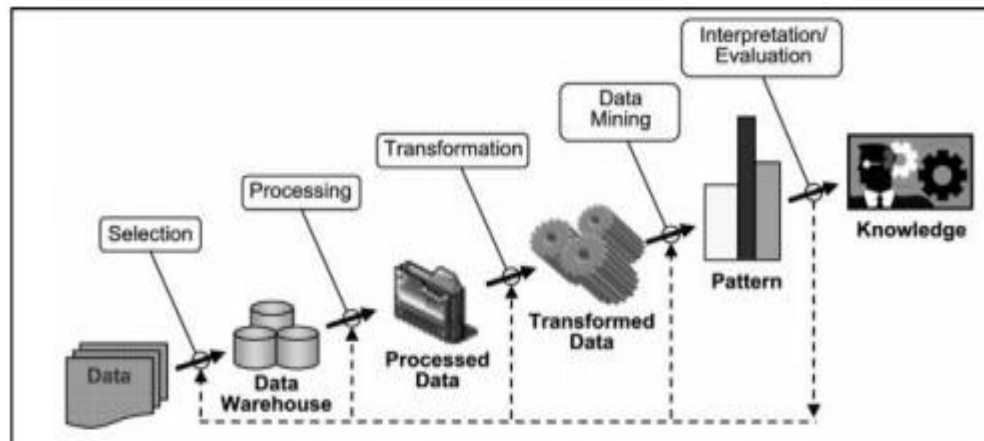 Interpretation/
Evaluation
Data
Mining
Transformation
Processing
Selection
Knowledge
Pattern
Transformed
Data
Processed
Data
Data
Warehouse
Data